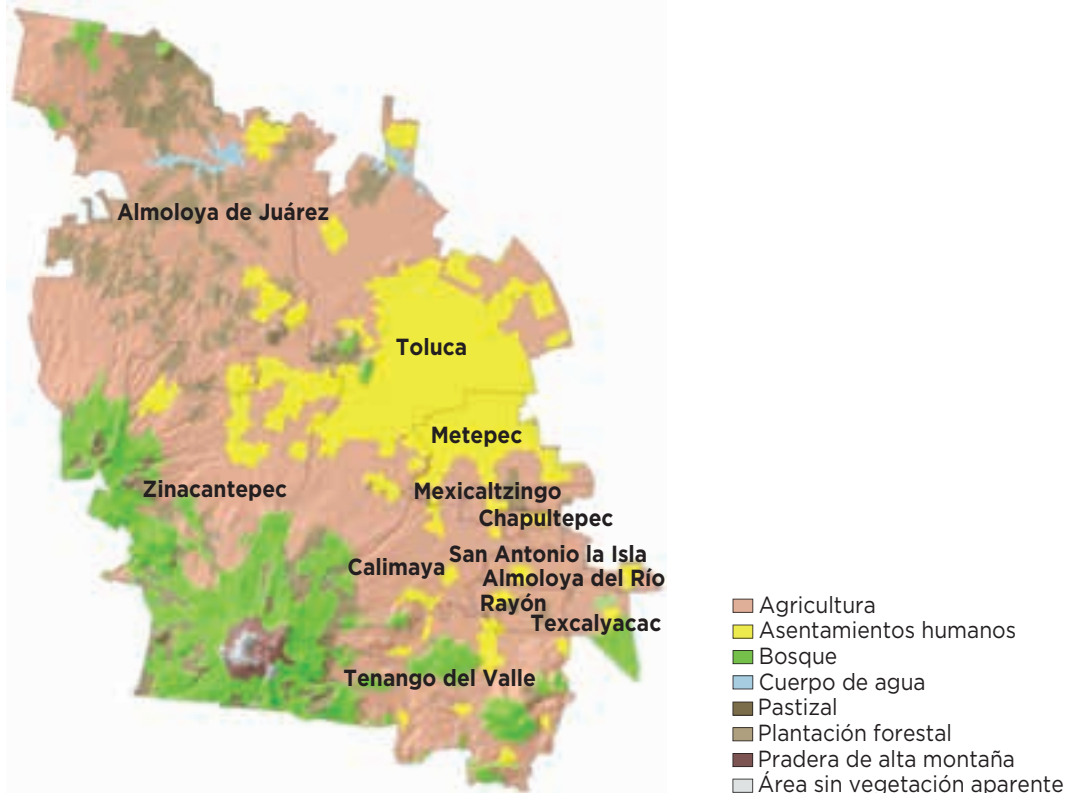 Almoloya de Juárez
Toluca
Metepec
Zinacantepec
Mexicaltzingo
Chapultepec
San Antonio la Isla
Calimaya
Almoloya del Río
Rayón
Texcalyacac
Tenango del Valle
Agricultura
Asentamientos humanos
Bosque
Cuerpo de agua
Pastizal
Plantación forestal
Pradera de alta montaña
Área sin vegetación aparente